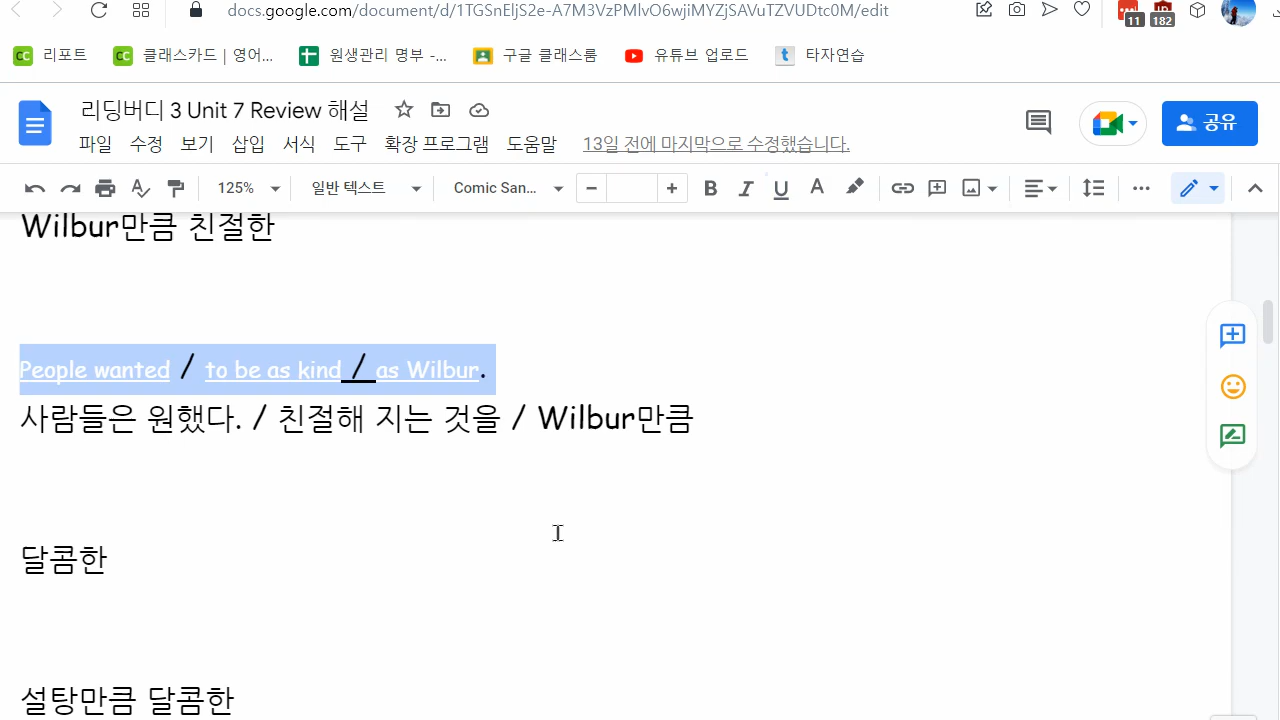 docs.google.com/document/d/1TGSnEljS2e-A7M3VzPMlvO6wjiMYZjSAVuTZVUDtc0M/edit
11 182
리포트 클래스카드 | 영어... 원생관리 명부 -... 구글 클래스룸 유튜브 업로드 타자연습
리딩버디 3 Unit 7 Review 해설
공유
파일 수정 보기 삽입 서식 도구 확장 프로그램 도움말 13일 전에 마지막으로 수정했습니다.
125% 일반 텍스트 Comic San... B I U A
Wilbur만큼 친절한
People wanted / to be as kind / as Wilbur.
사람들은 원했다. / 친절해 지는 것을 / Wilbur만큼
달콤한
설탕만큼 달콤한